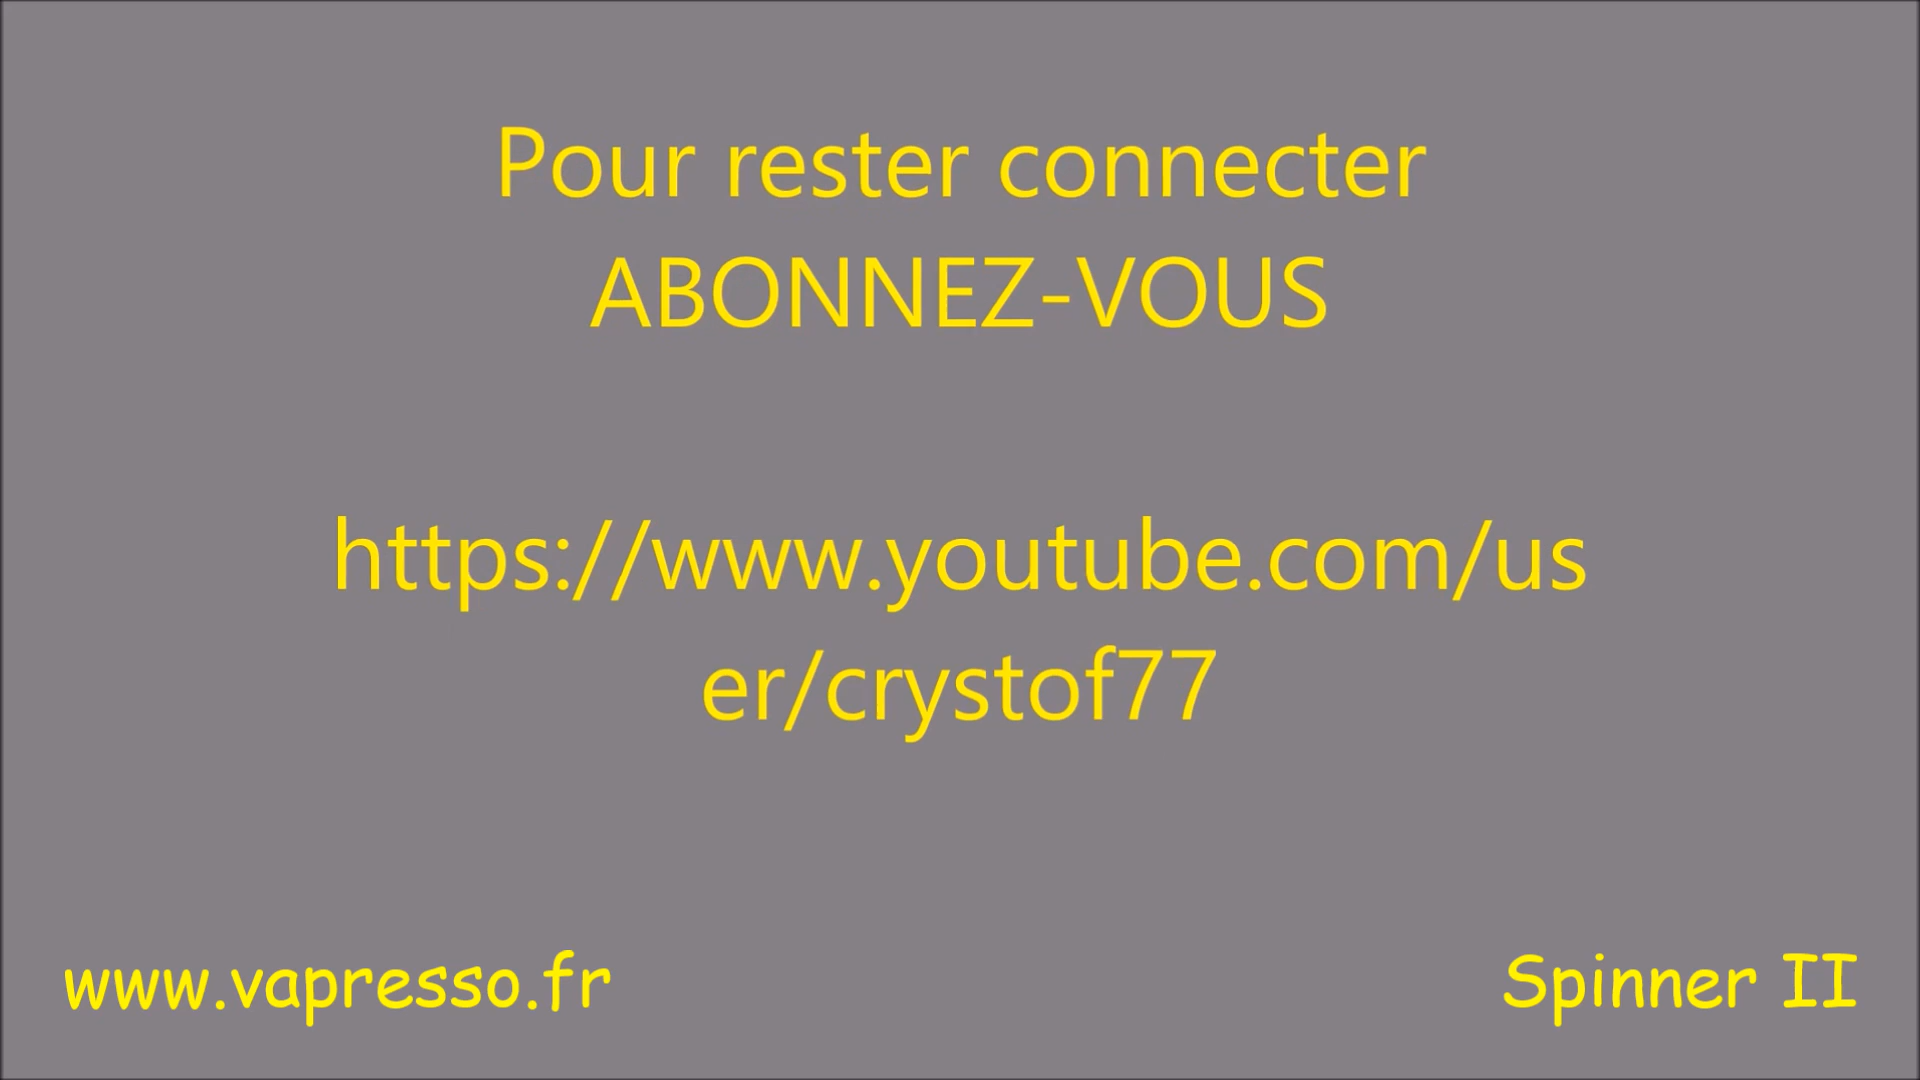 Pour rester connecter
ABONNEZ-VOUS
https://www.youtube.com/us
er/crystof77
www.vapresso.fr
Spinner II